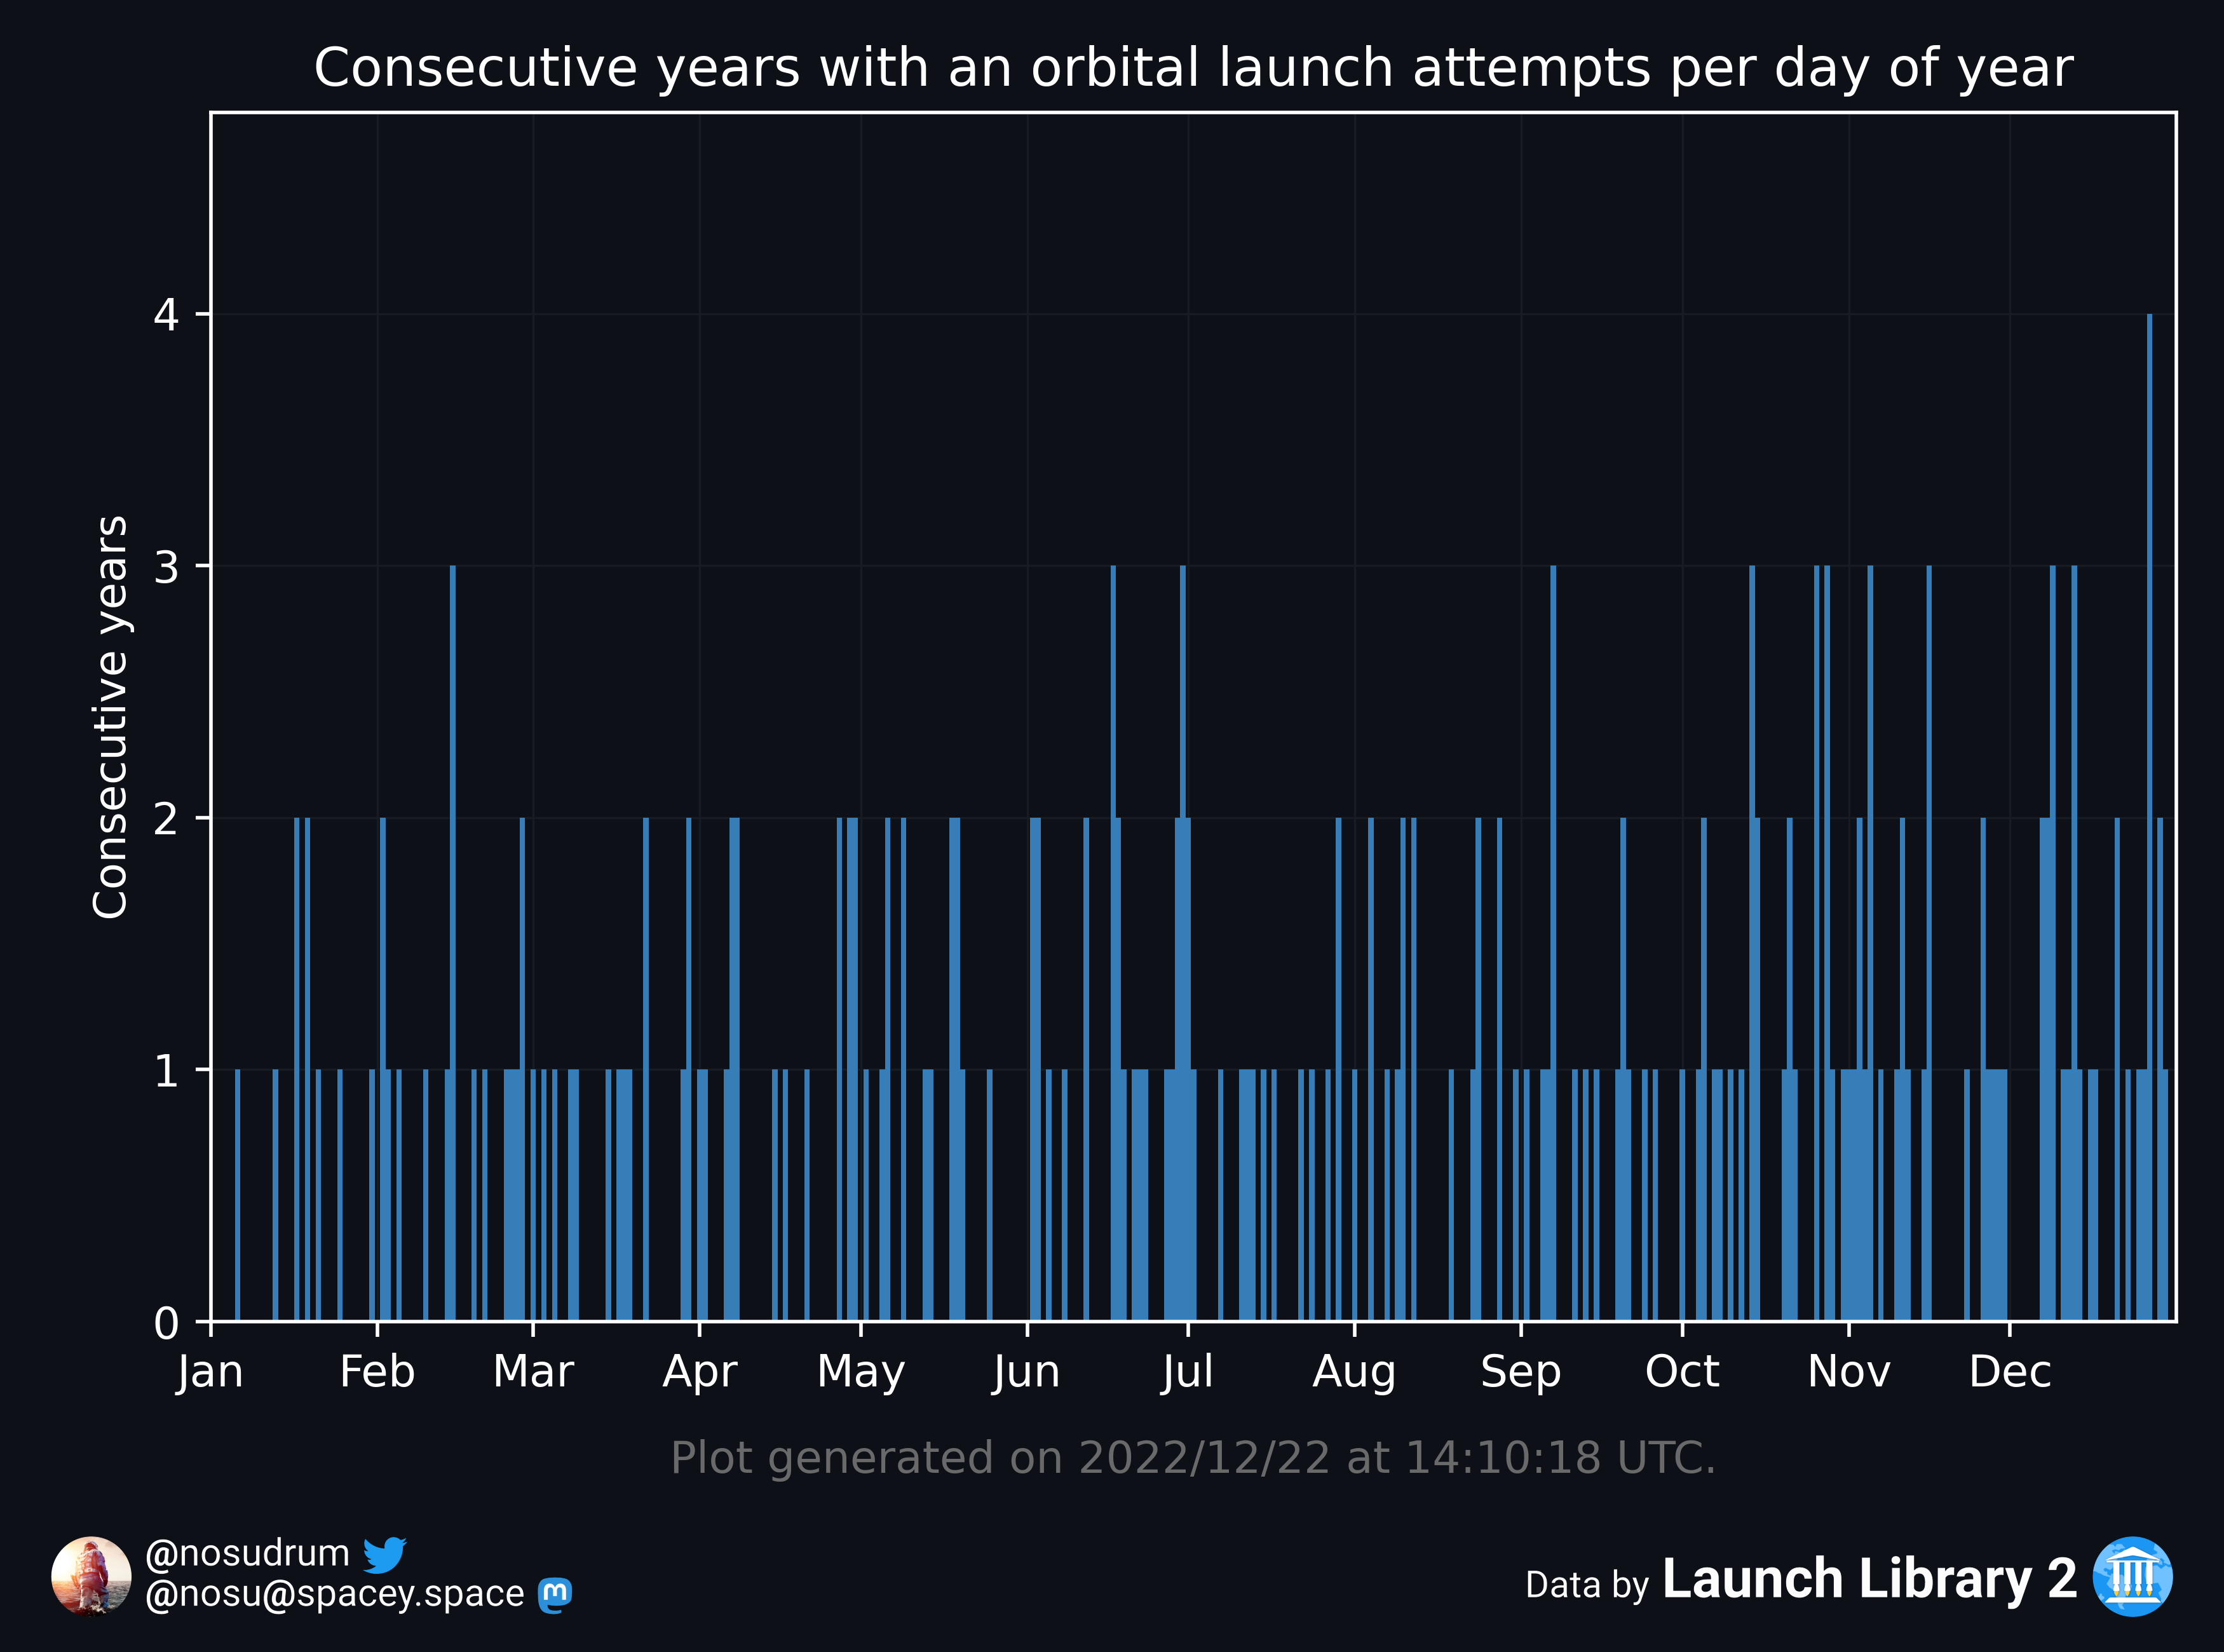 Consecutive years with an orbital launch attempts per day of year
Consecutive years
4
3
2
1
0
Jan Feb Mar Apr May Jun Jul Aug Sep Oct Nov Dec
Plot generated on 2022/12/22 at 14:10:18 UTC.
@nosudrum
@nosu@spacey.space
Data by Launch Library 2